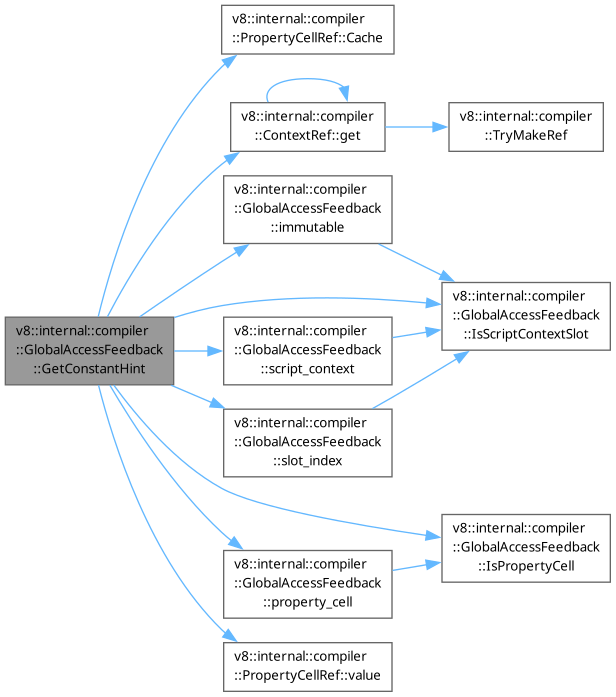 v8::internal::compiler
::PropertyCellRef::Cache
v8::internal::compiler
::ContextRef::get
v8::internal::compiler
::TryMakeRef
v8::internal::compiler
::GlobalAccessFeedback
::immutable
v8::internal::compiler
::GlobalAccessFeedback
::IsScriptContextSlot
v8::internal::compiler
::GlobalAccessFeedback
::GetConstantHint
v8::internal::compiler
::GlobalAccessFeedback
::script_context
v8::internal::compiler
::GlobalAccessFeedback
::slot_index
v8::internal::compiler
::GlobalAccessFeedback
::IsPropertyCell
v8::internal::compiler
::GlobalAccessFeedback
::property_cell
v8::internal::compiler
::PropertyCellRef::value